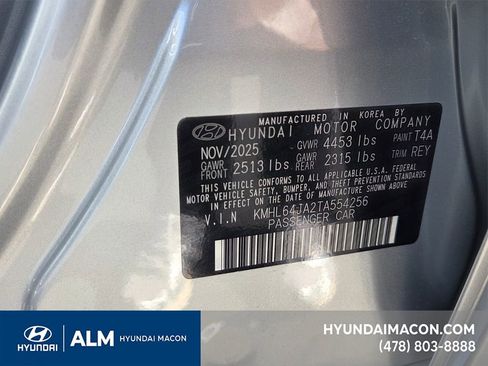 MANUFACTURED IN KOREA BY
HYUNDAI MOTOR COMPANY
NOV/2025 GVWR 4453 lbs PAINT T4A
GAWR FRONT 2513 lbs GAWR REAR 2315 lbs TRIM REY
THIS VEHICLE CONFORMS TO ALL APPLICABLE U.S.A. FEDERAL
MOTOR VEHICLE SAFETY, BUMPER, AND THEFT PREVENTION
STANDARDS IN EFFECT ON THE DATE OF MANUFACTURE SHOWN ABOVE.
V.I.N KMHL64JA2TA554256
PASSENGER CAR
HYUNDAI
ALM HYUNDAI MACON
HYUNDAIMACON.COM
(478) 803-8888